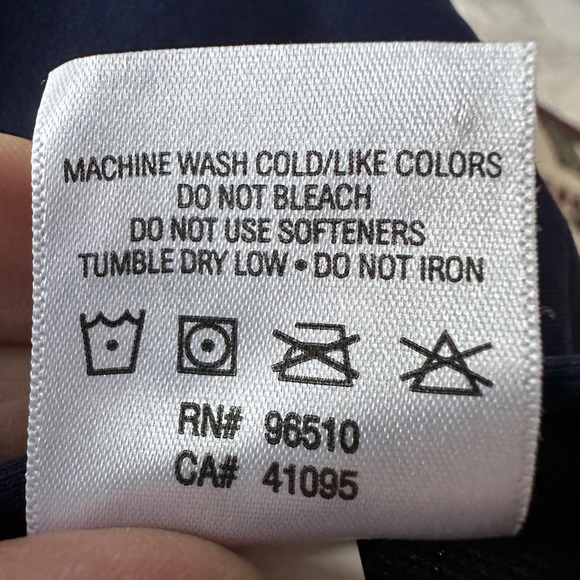 MACHINE WASH COLD/LIKE COLORS
DO NOT BLEACH
DO NOT USE SOFTENERS
TUMBLE DRY LOW • DO NOT IRON
RN# 96510
CA# 41095